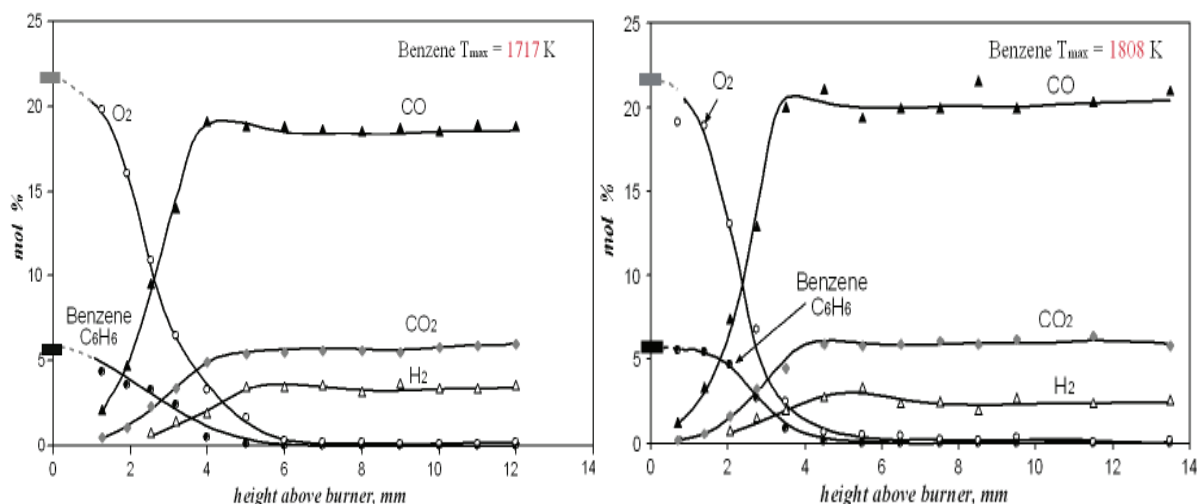 25
Benzene Tmax = 1717 K
O2
20
CO
15
mol %
10
Benzene
C6H6
CO2
5
H2
0
0 2 4 6 8 10 12 14
height above burner, mm
25
Benzene Tmax = 1808 K
O2
CO
20
15
mol %
10
Benzene
C6H6
CO2
5
H2
0
0 2 4 6 8 10 12 14
height above burner, mm